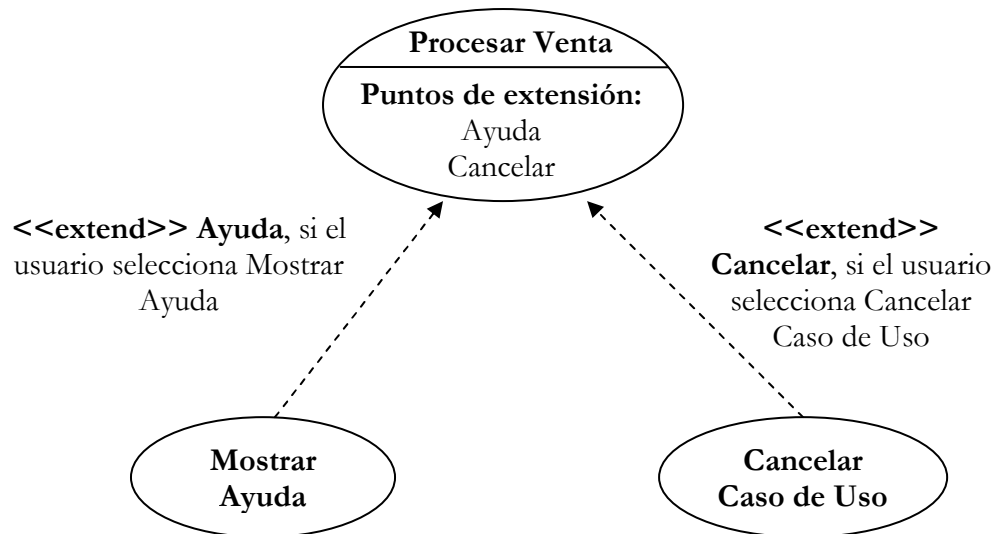 Procesar Venta
Puntos de extensión:
Ayuda
Cancelar
<<extend>> Ayuda, si el
usuario selecciona Mostrar
Ayuda
<<extend>>
Cancelar, si el usuario
selecciona Cancelar
Caso de Uso
Mostrar
Ayuda
Cancelar
Caso de Uso